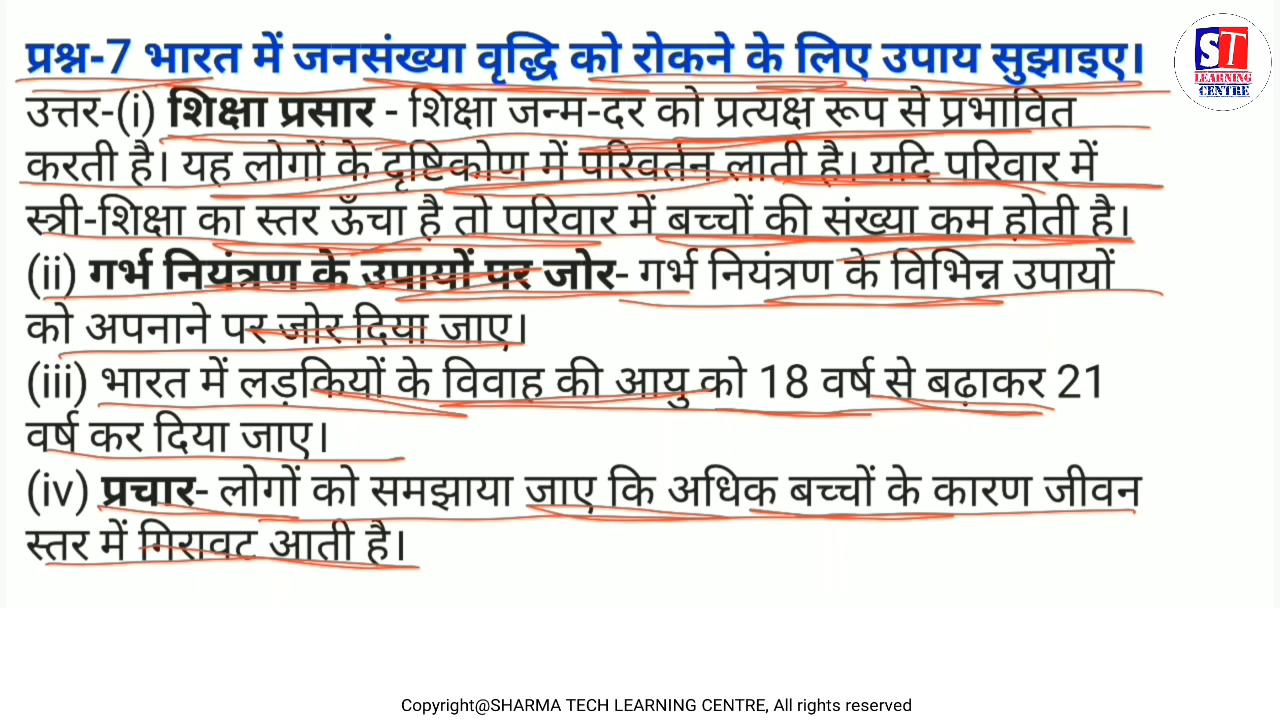 प्रश्न-7 भारत में जनसंख्या वृद्धि को रोकने के लिए उपाय सुझाइए।
ST
LEARNING
CENTRE
उत्तर-(i) शिक्षा प्रसार - शिक्षा जन्म-दर को प्रत्यक्ष रूप से प्रभावित
करती है। यह लोगों के दृष्टिकोण में परिवर्तन लाती है। यदि परिवार में
स्त्री-शिक्षा का स्तर ऊँचा है तो परिवार में बच्चों की संख्या कम होती है।
(ii) गर्भ नियंत्रण के उपायों पर जोर- गर्भ नियंत्रण के विभिन्न उपायों
को अपनाने पर जोर दिया जाए।
(iii) भारत में लड़कियों के विवाह की आयु को 18 वर्ष से बढ़ाकर 21
वर्ष कर दिया जाए।
(iv) प्रचार- लोगों को समझाया जाए कि अधिक बच्चों के कारण जीवन
स्तर में गिरावट आती है।
Copyright@SHARMA TECH LEARNING CENTRE, All rights reserved